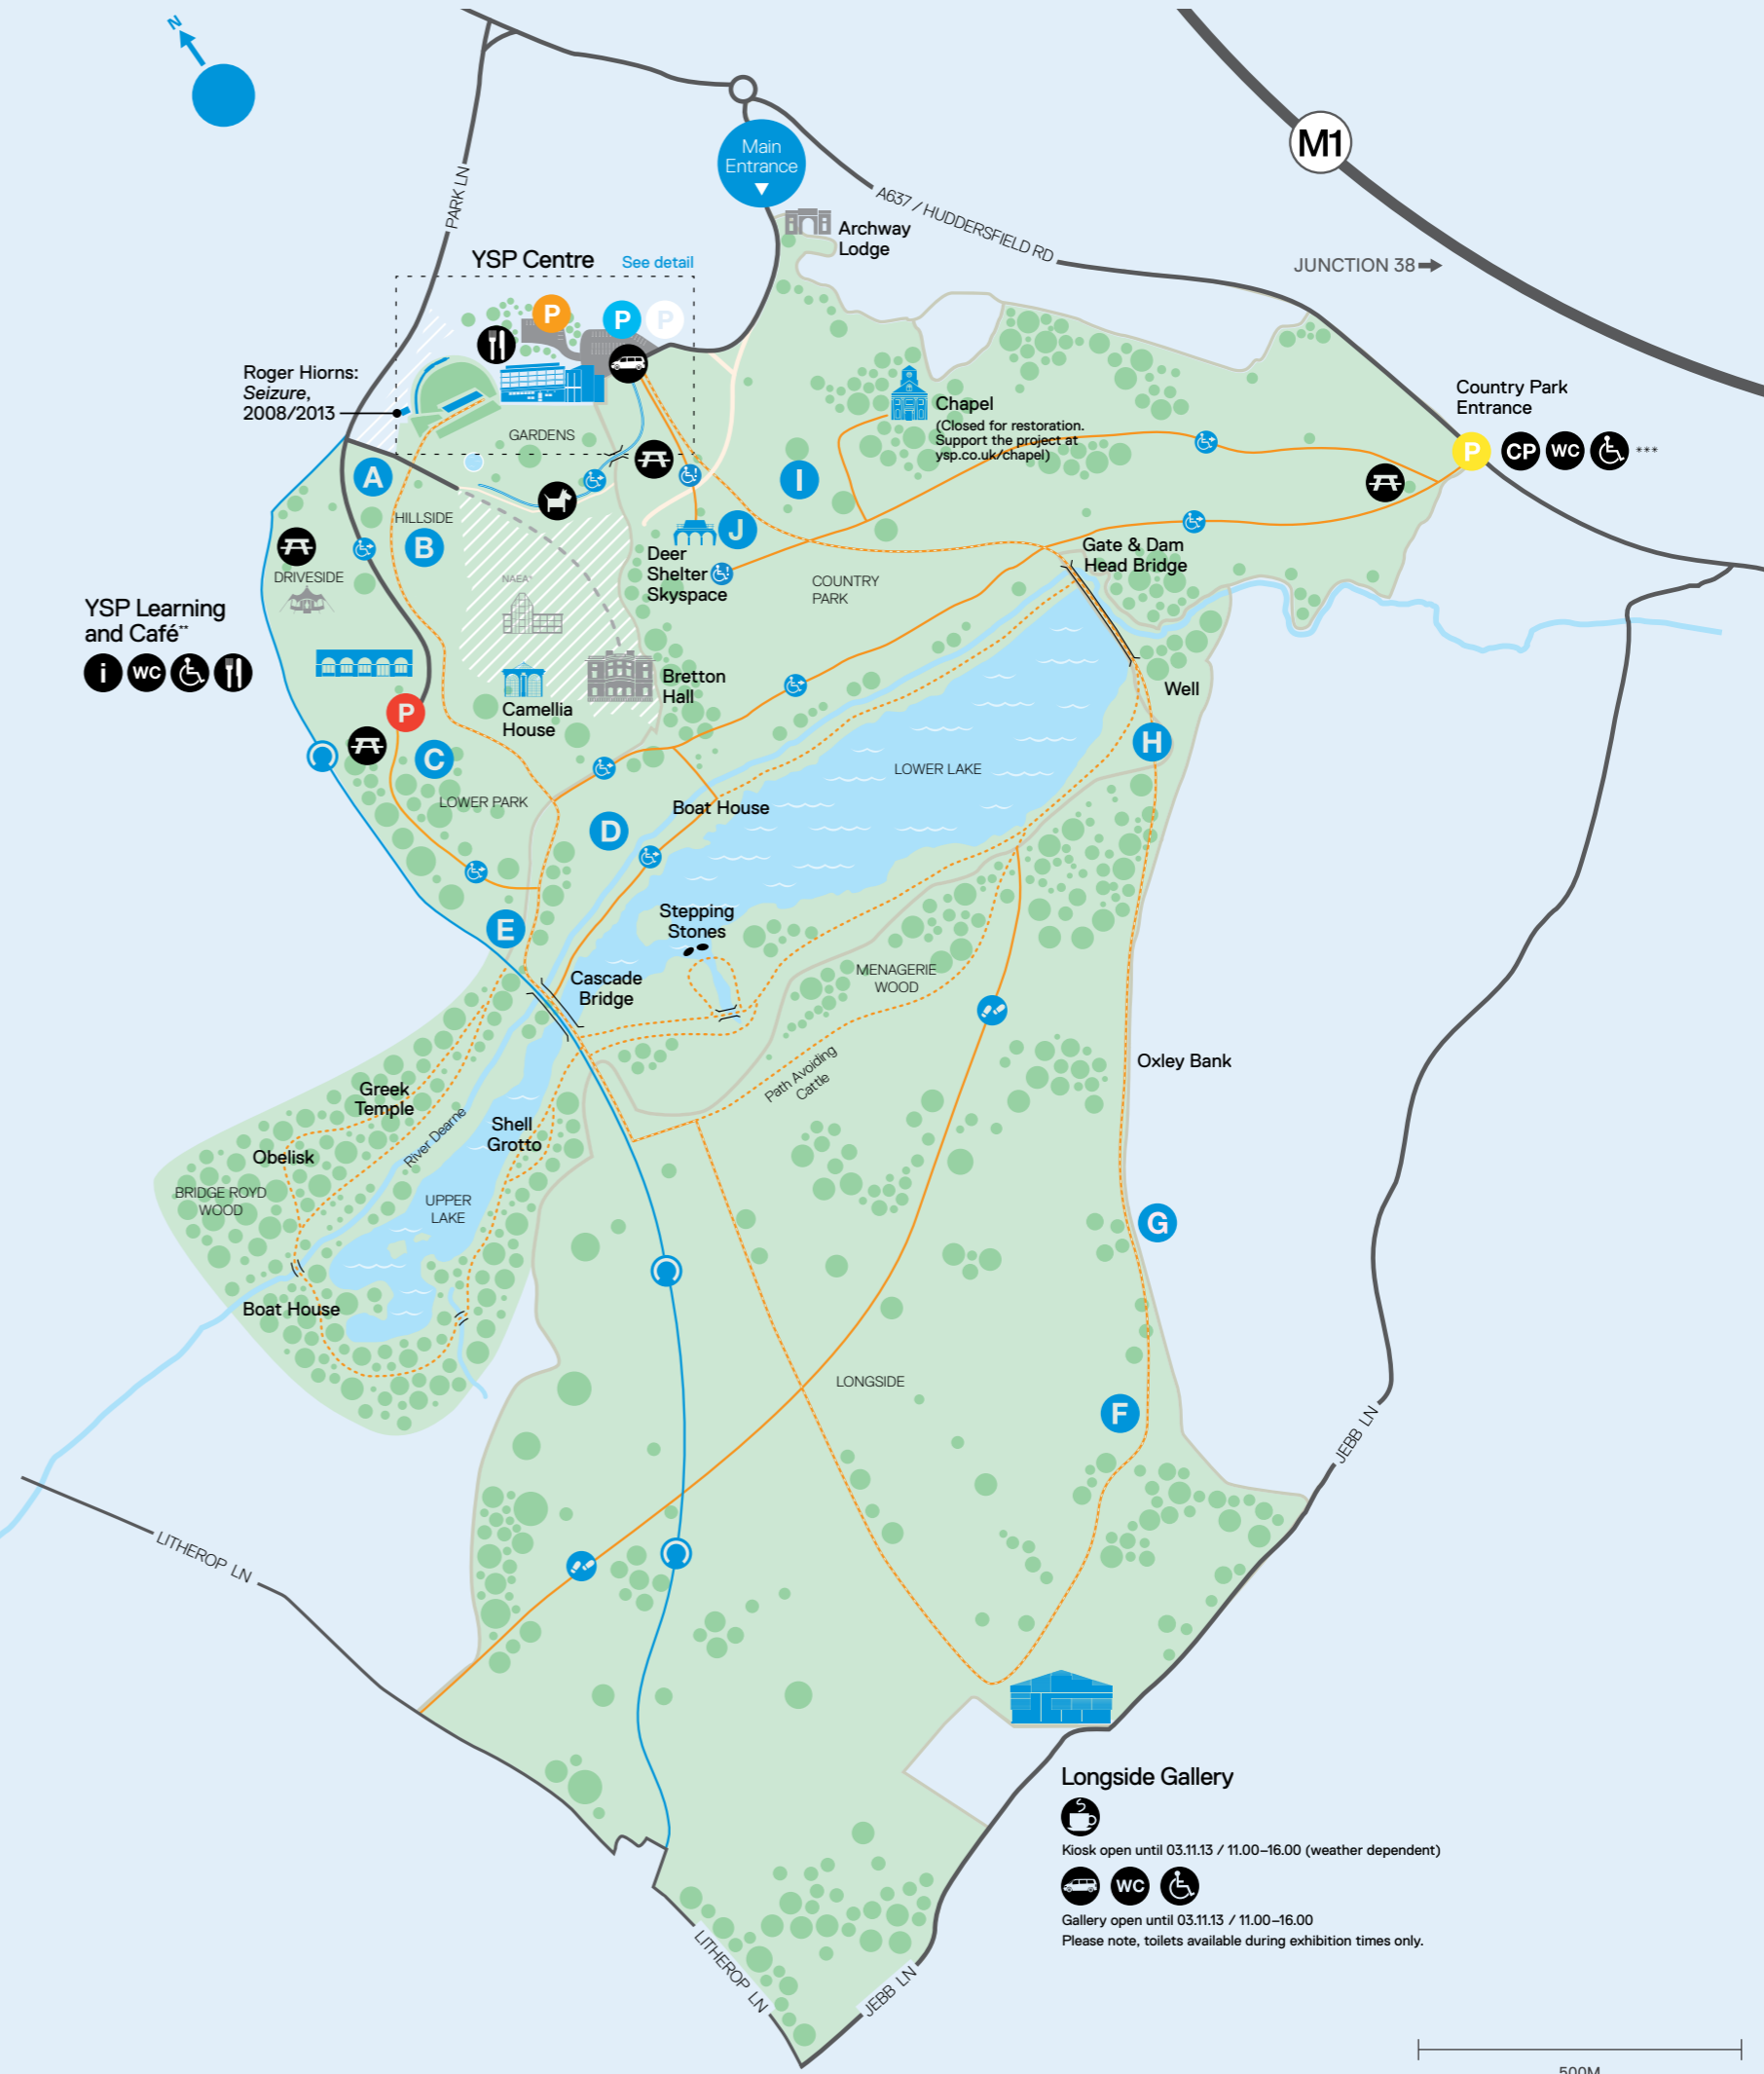 N
Main
Entrance
M1
PARK LN
A637 / HUDDERSFIELD RD
Archway
Lodge
JUNCTION 38
YSP Centre
See detail
P
P
P
Roger Hiorns:
Seizure,
2008/2013
GARDENS
Chapel
(Closed for restoration.
Support the project at
ysp.co.uk/chapel)
Country Park
Entrance
P
CP
WC
***
A
I
HILLSIDE
B
J
Deer
Shelter
Skyspace
Gate & Dam
Head Bridge
DRIVESIDE
NAEA*
COUNTRY
PARK
YSP Learning
and Café**
i
WC
Camellia
House
Bretton
Hall
Well
P
C
H
LOWER PARK
LOWER LAKE
D
Boat House
E
Stepping
Stones
Cascade
Bridge
MENAGERIE
WOOD
Path Avoiding
Cattle
Oxley Bank
Greek
Temple
River Dearne
Shell
Grotto
Obelisk
BRIDGE ROYD
WOOD
UPPER
LAKE
G
Boat House
LONGSIDE
F
JEBB LN
LITHEROP LN
Longside Gallery
Kiosk open until 03.11.13 / 11.00–16.00 (weather dependent)
WC
Gallery open until 03.11.13 / 11.00–16.00
Please note, toilets available during exhibition times only.
LITHEROP LN
JEBB LN
500M